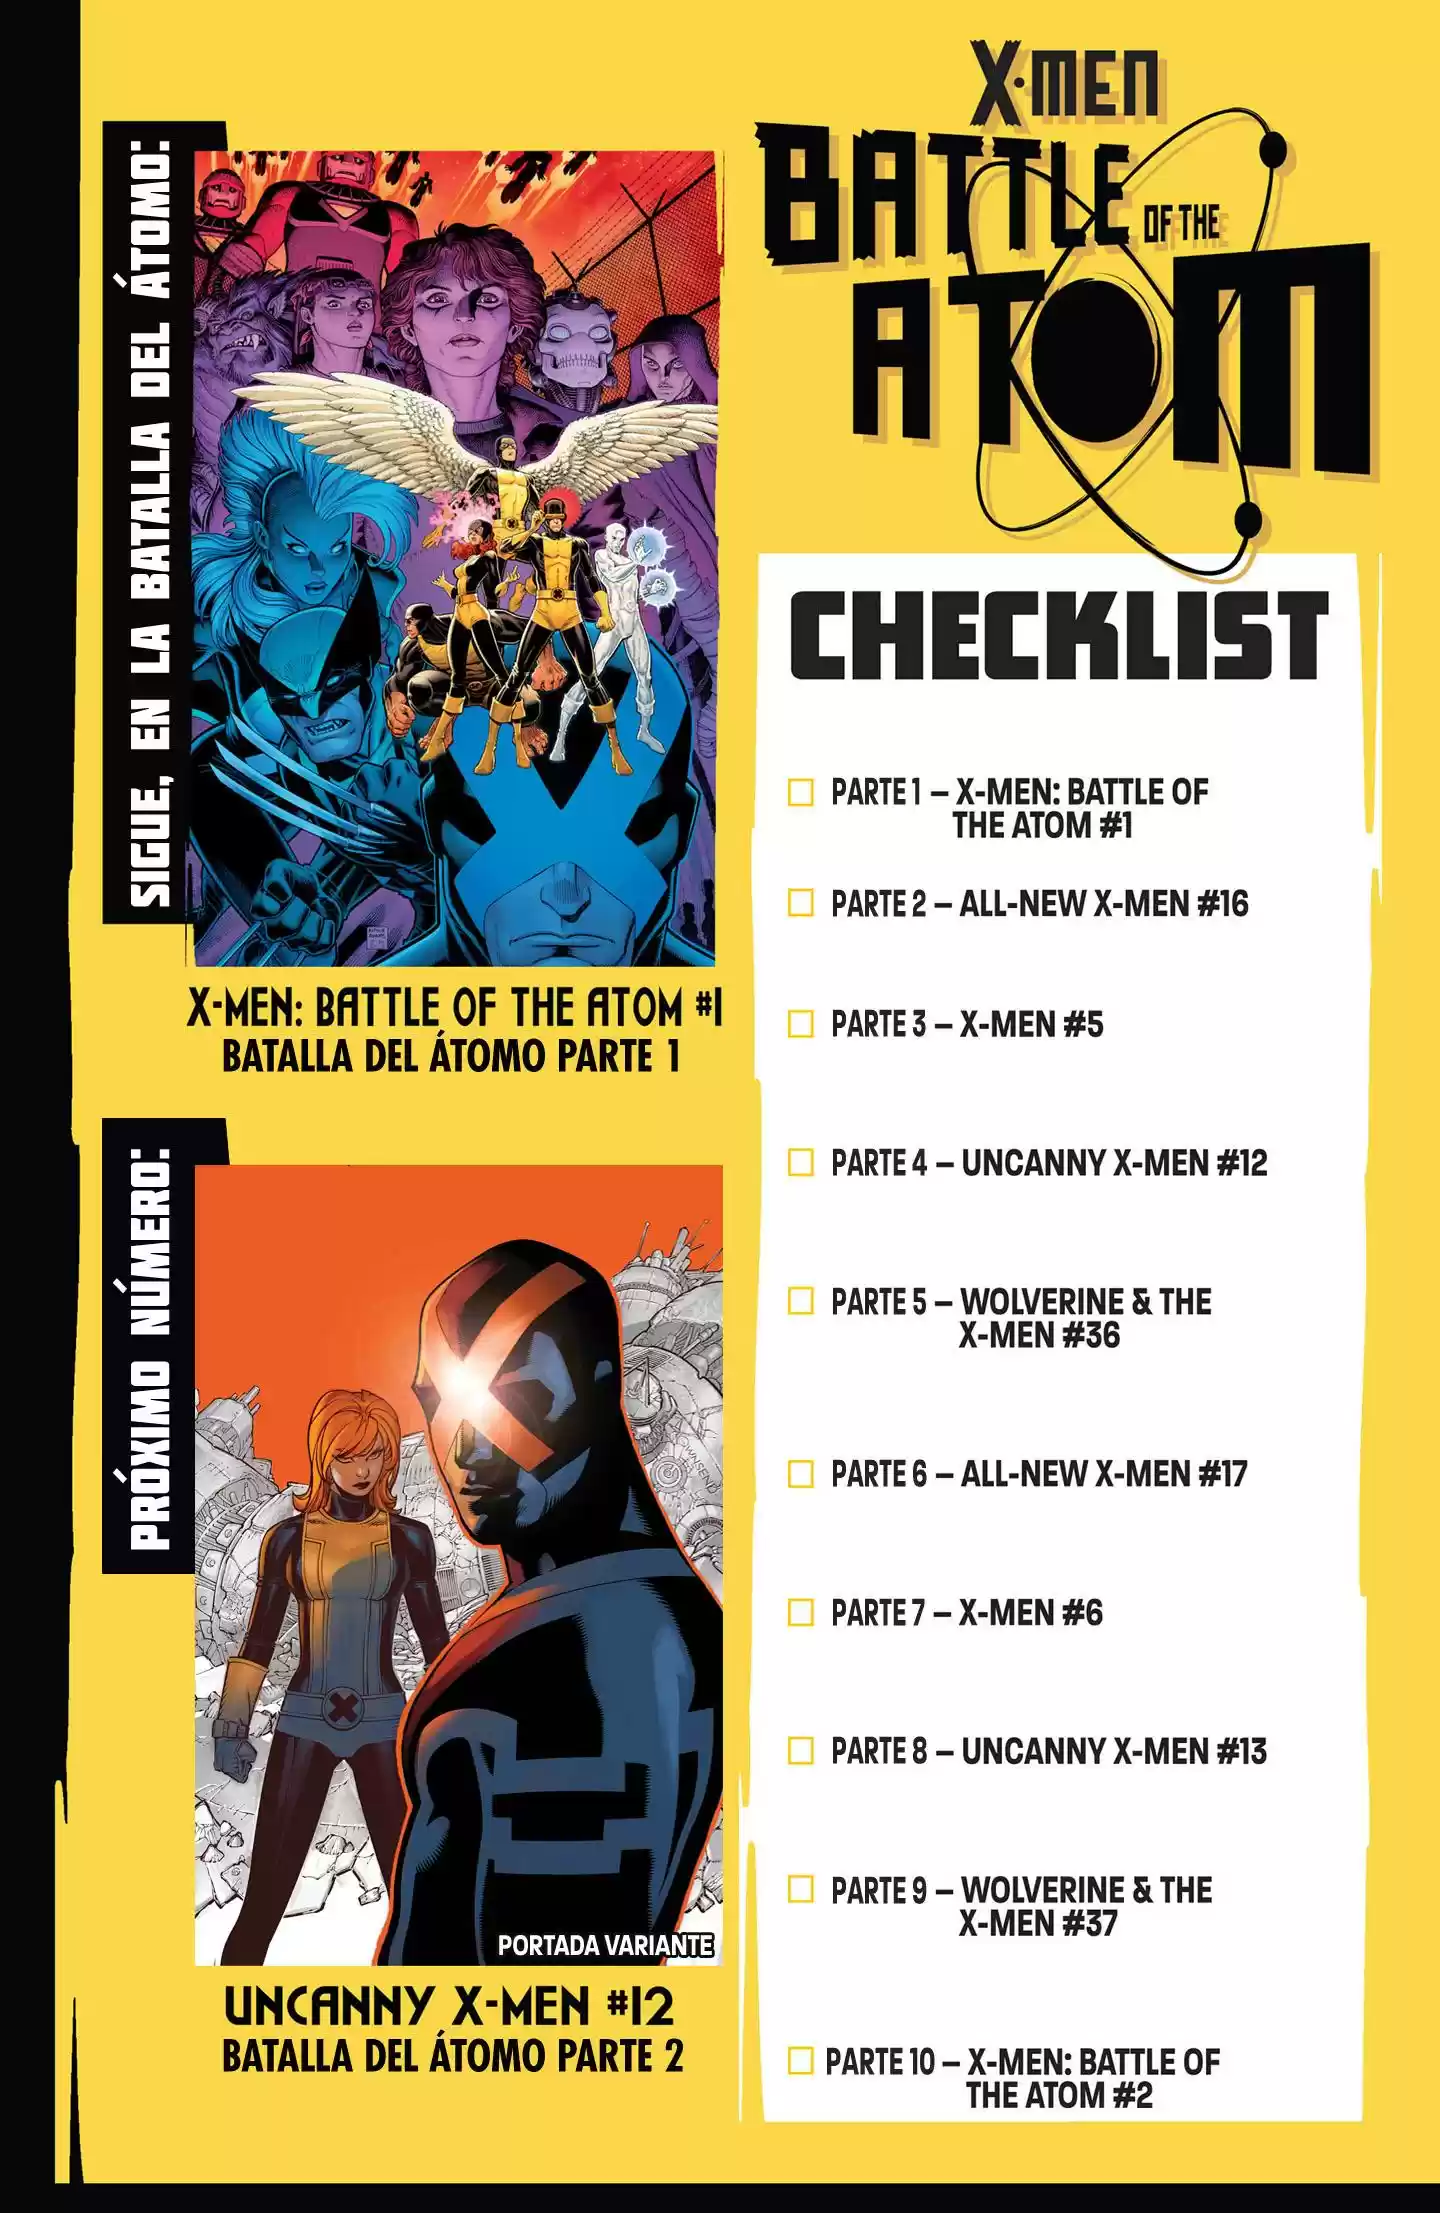 X-MEN
BATTLE OF THE
ATOM
SIGUE, EN LA BATALLA DEL ÁTOMO:
X-MEN: BATTLE OF THE ATOM #1
BATALLA DEL ÁTOMO PARTE 1
PRÓXIMO NÚMERO:
TOWNSEND
PORTADA VARIANTE
UNCANNY X-MEN #12
BATALLA DEL ÁTOMO PARTE 2
CHECKLIST
PARTE 1 – X-MEN: BATTLE OF
THE ATOM #1
PARTE 2 – ALL-NEW X-MEN #16
PARTE 3 – X-MEN #5
PARTE 4 – UNCANNY X-MEN #12
PARTE 5 – WOLVERINE & THE
X-MEN #36
PARTE 6 – ALL-NEW X-MEN #17
PARTE 7 – X-MEN #6
PARTE 8 – UNCANNY X-MEN #13
PARTE 9 – WOLVERINE & THE
X-MEN #37
PARTE 10 – X-MEN: BATTLE OF
THE ATOM #2